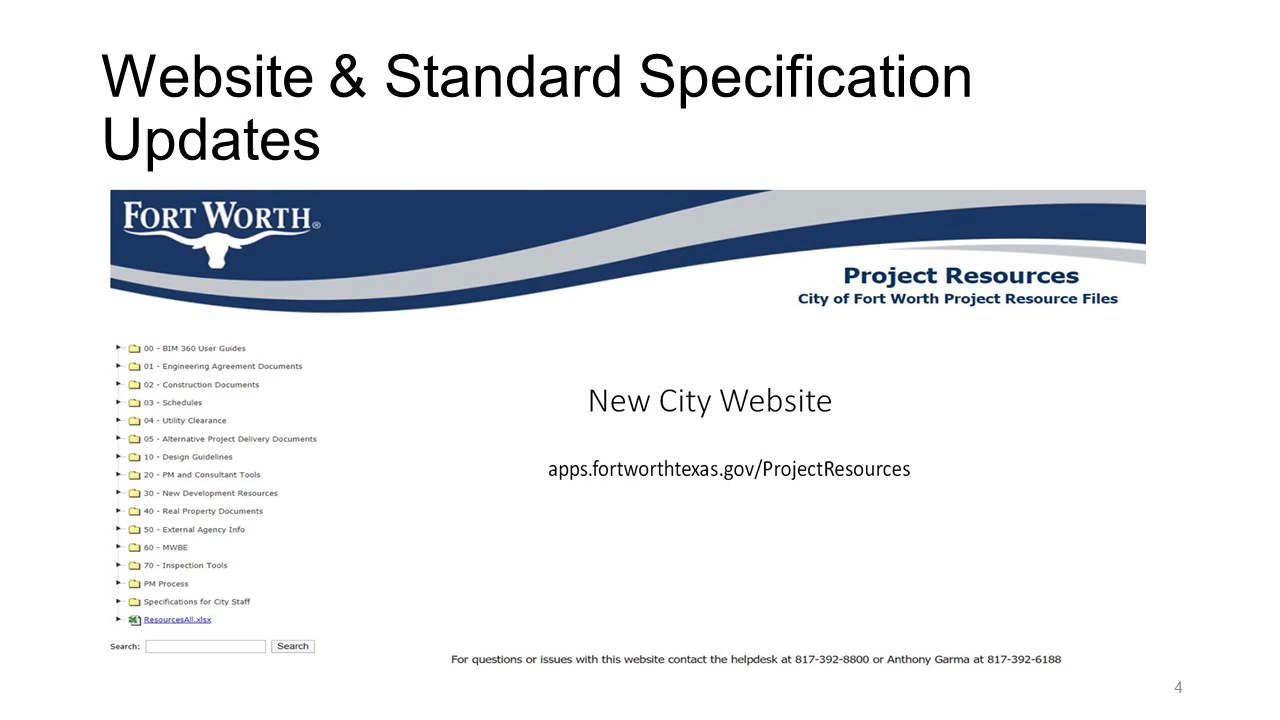 Website & Standard Specification
Updates
FORT WORTH®
Project Resources
City of Fort Worth Project Resource Files
00 - BIM 360 User Guides
01 - Engineering Agreement Documents
02 - Construction Documents
03 - Schedules
04 - Utility Clearance
05 - Alternative Project Delivery Documents
10 - Design Guidelines
20 - PM and Consultant Tools
30 - New Development Resources
40 - Real Property Documents
50 - External Agency Info
60 - MWBE
70 - Inspection Tools
PM Process
Specifications for City Staff
ResourcesAll.xlsx
Search: Search
New City Website
apps.fortworthtexas.gov/ProjectResources
For questions or issues with this website contact the helpdesk at 817-392-8800 or Anthony Garma at 817-392-6188
4